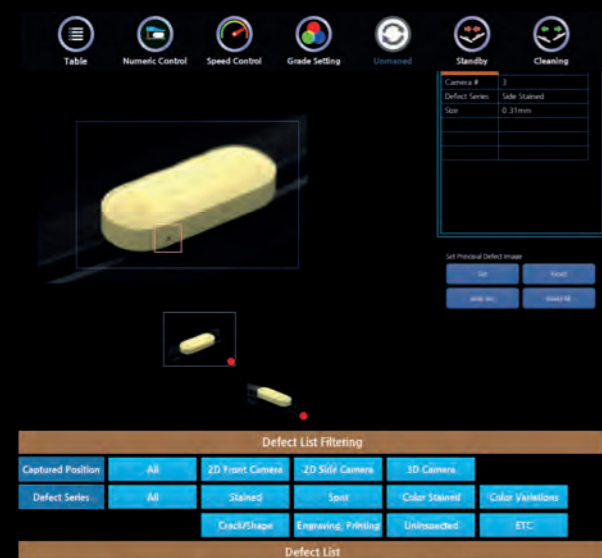 Table Numeric Control Speed Control Grade Setting Unmaned Standby Cleaning
Camera # 3
Defect Series Side Stained
Size 0.31mm
Set Principal Defect Image
Set Reset
All
Defect List Filtering
Captured Position All 2D Front Camera 2D Side Camera 3D Camera
Defect Series All Stained Spot Color Stained Color Variations
Crack/Shape Engraving, Printing Uninspected ETC
Defect List